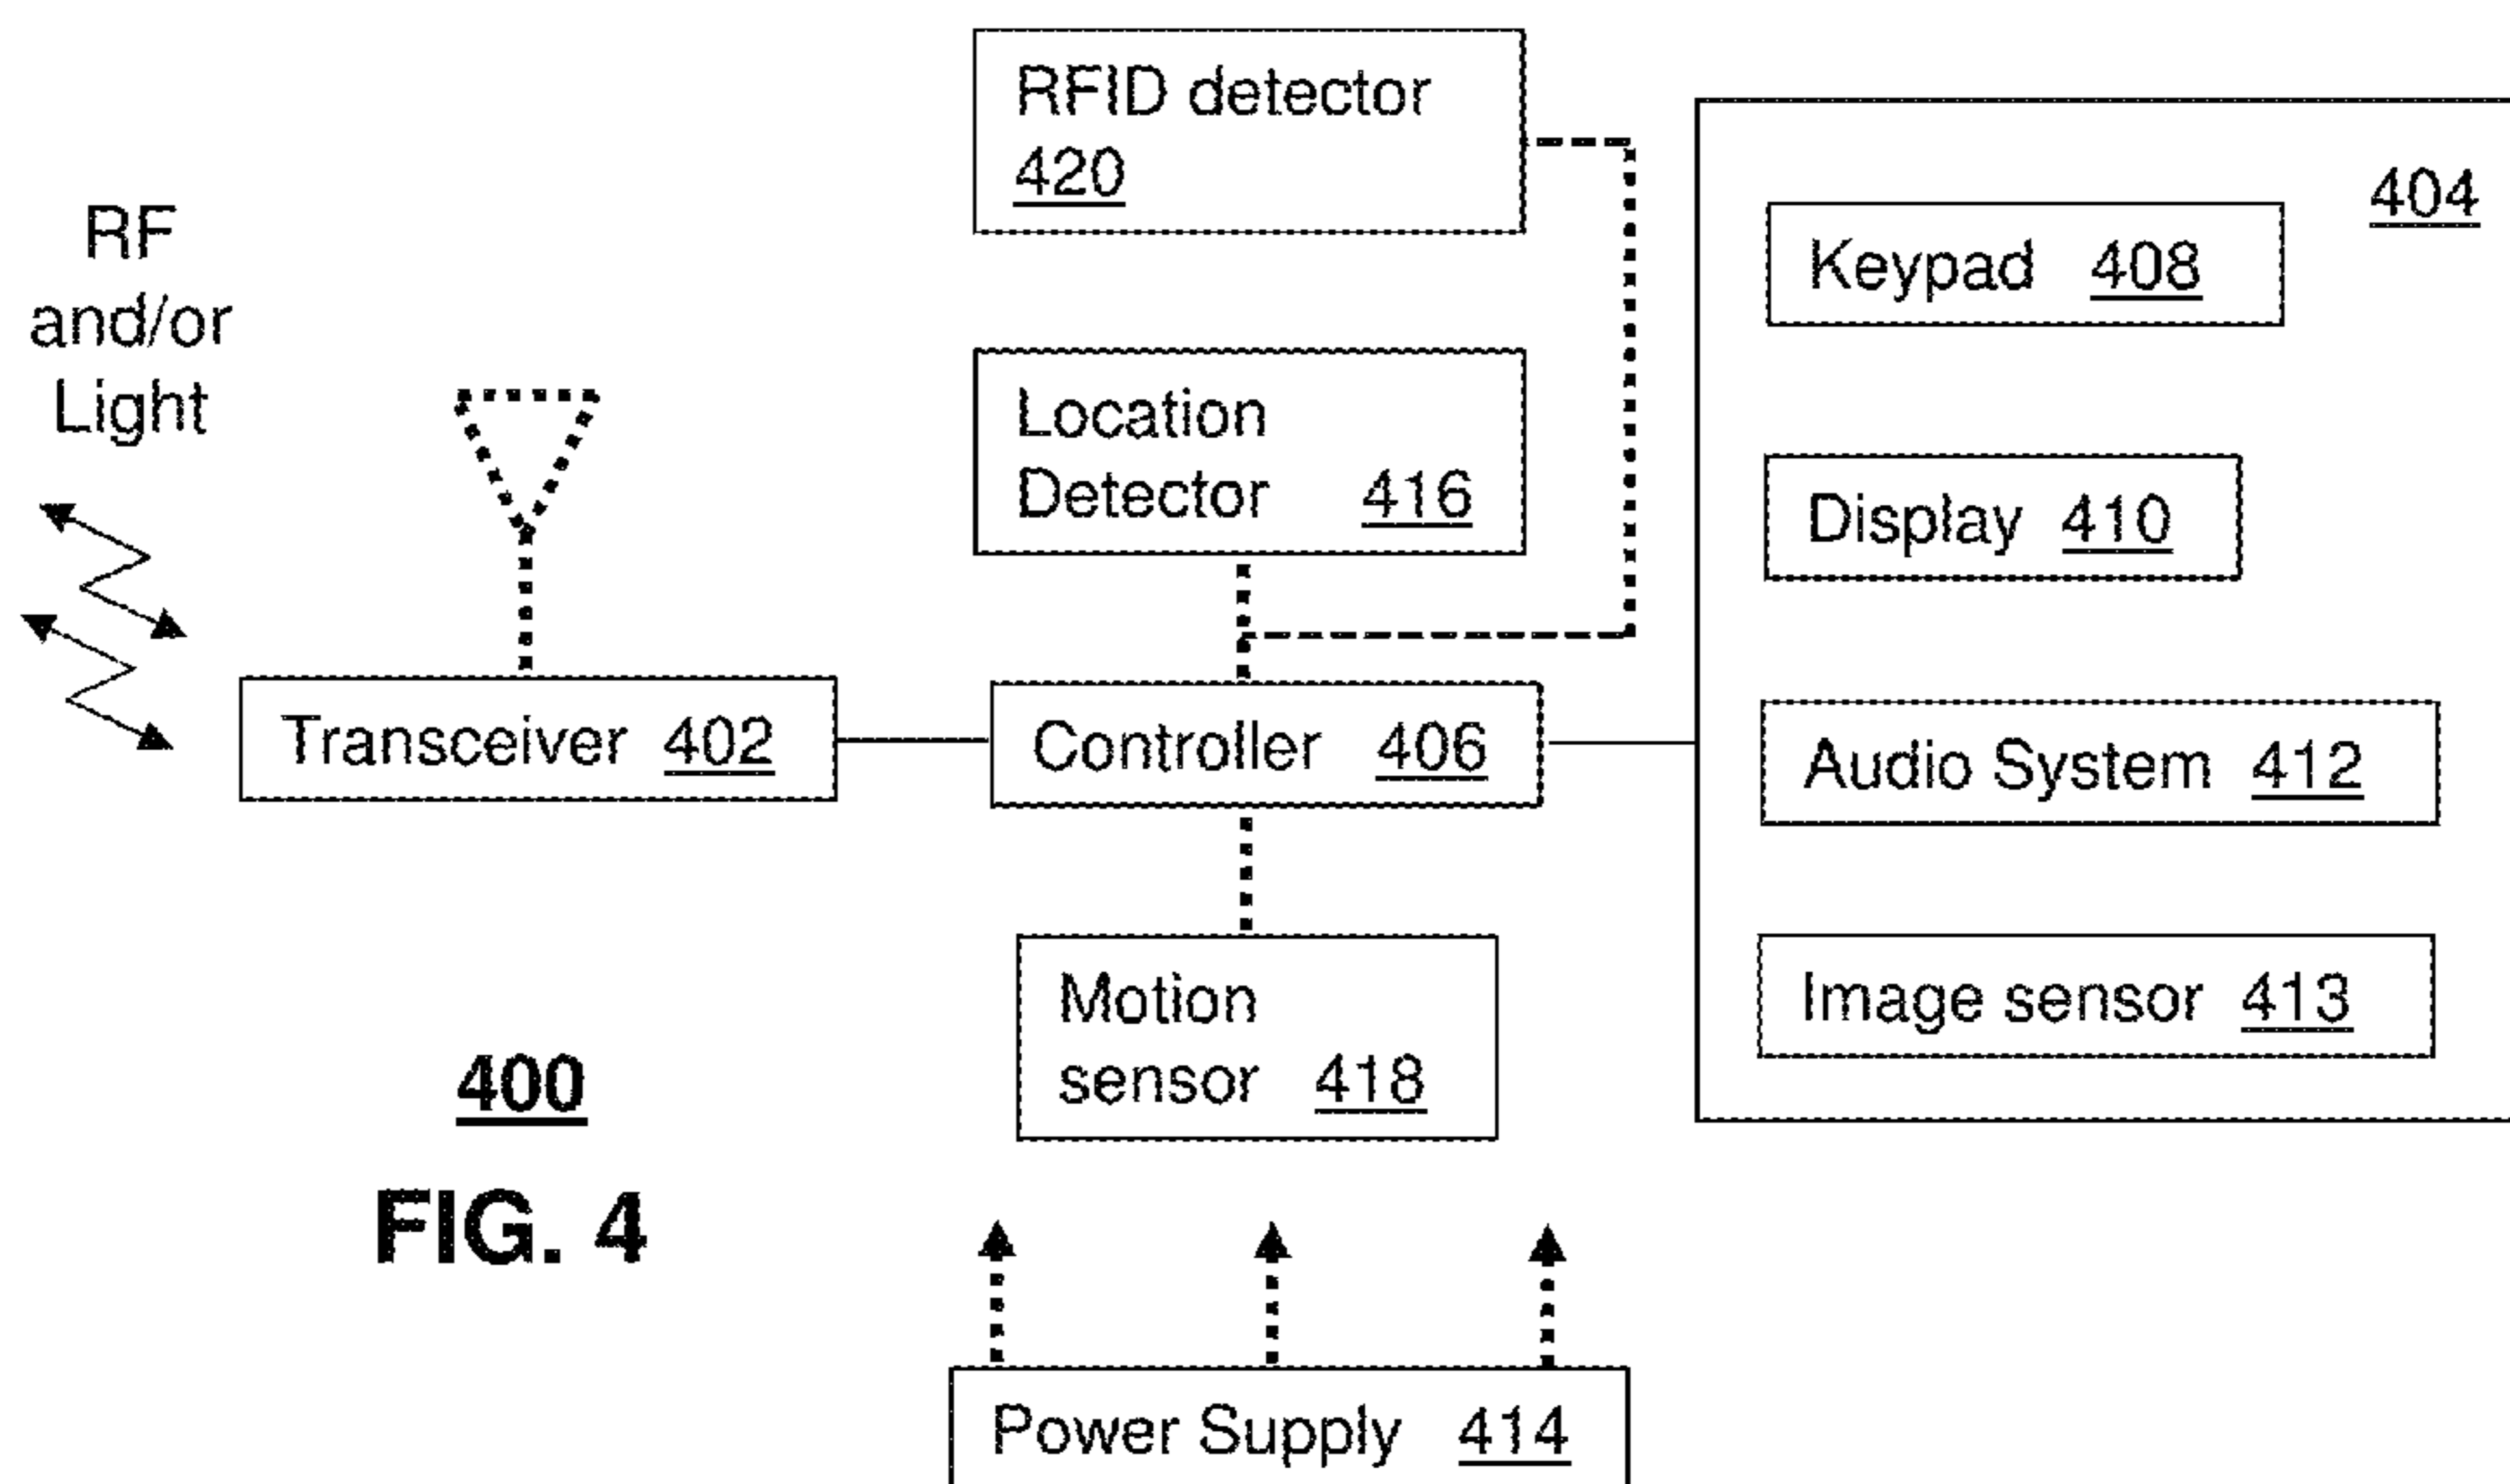 RFID detector
420
RF
and/or
Light
Location
Detector 416
Transceiver 402
Controller 406
Motion
sensor 418
404
Keypad 408
Display 410
Audio System 412
Image sensor 413
400
FIG. 4
Power Supply 414